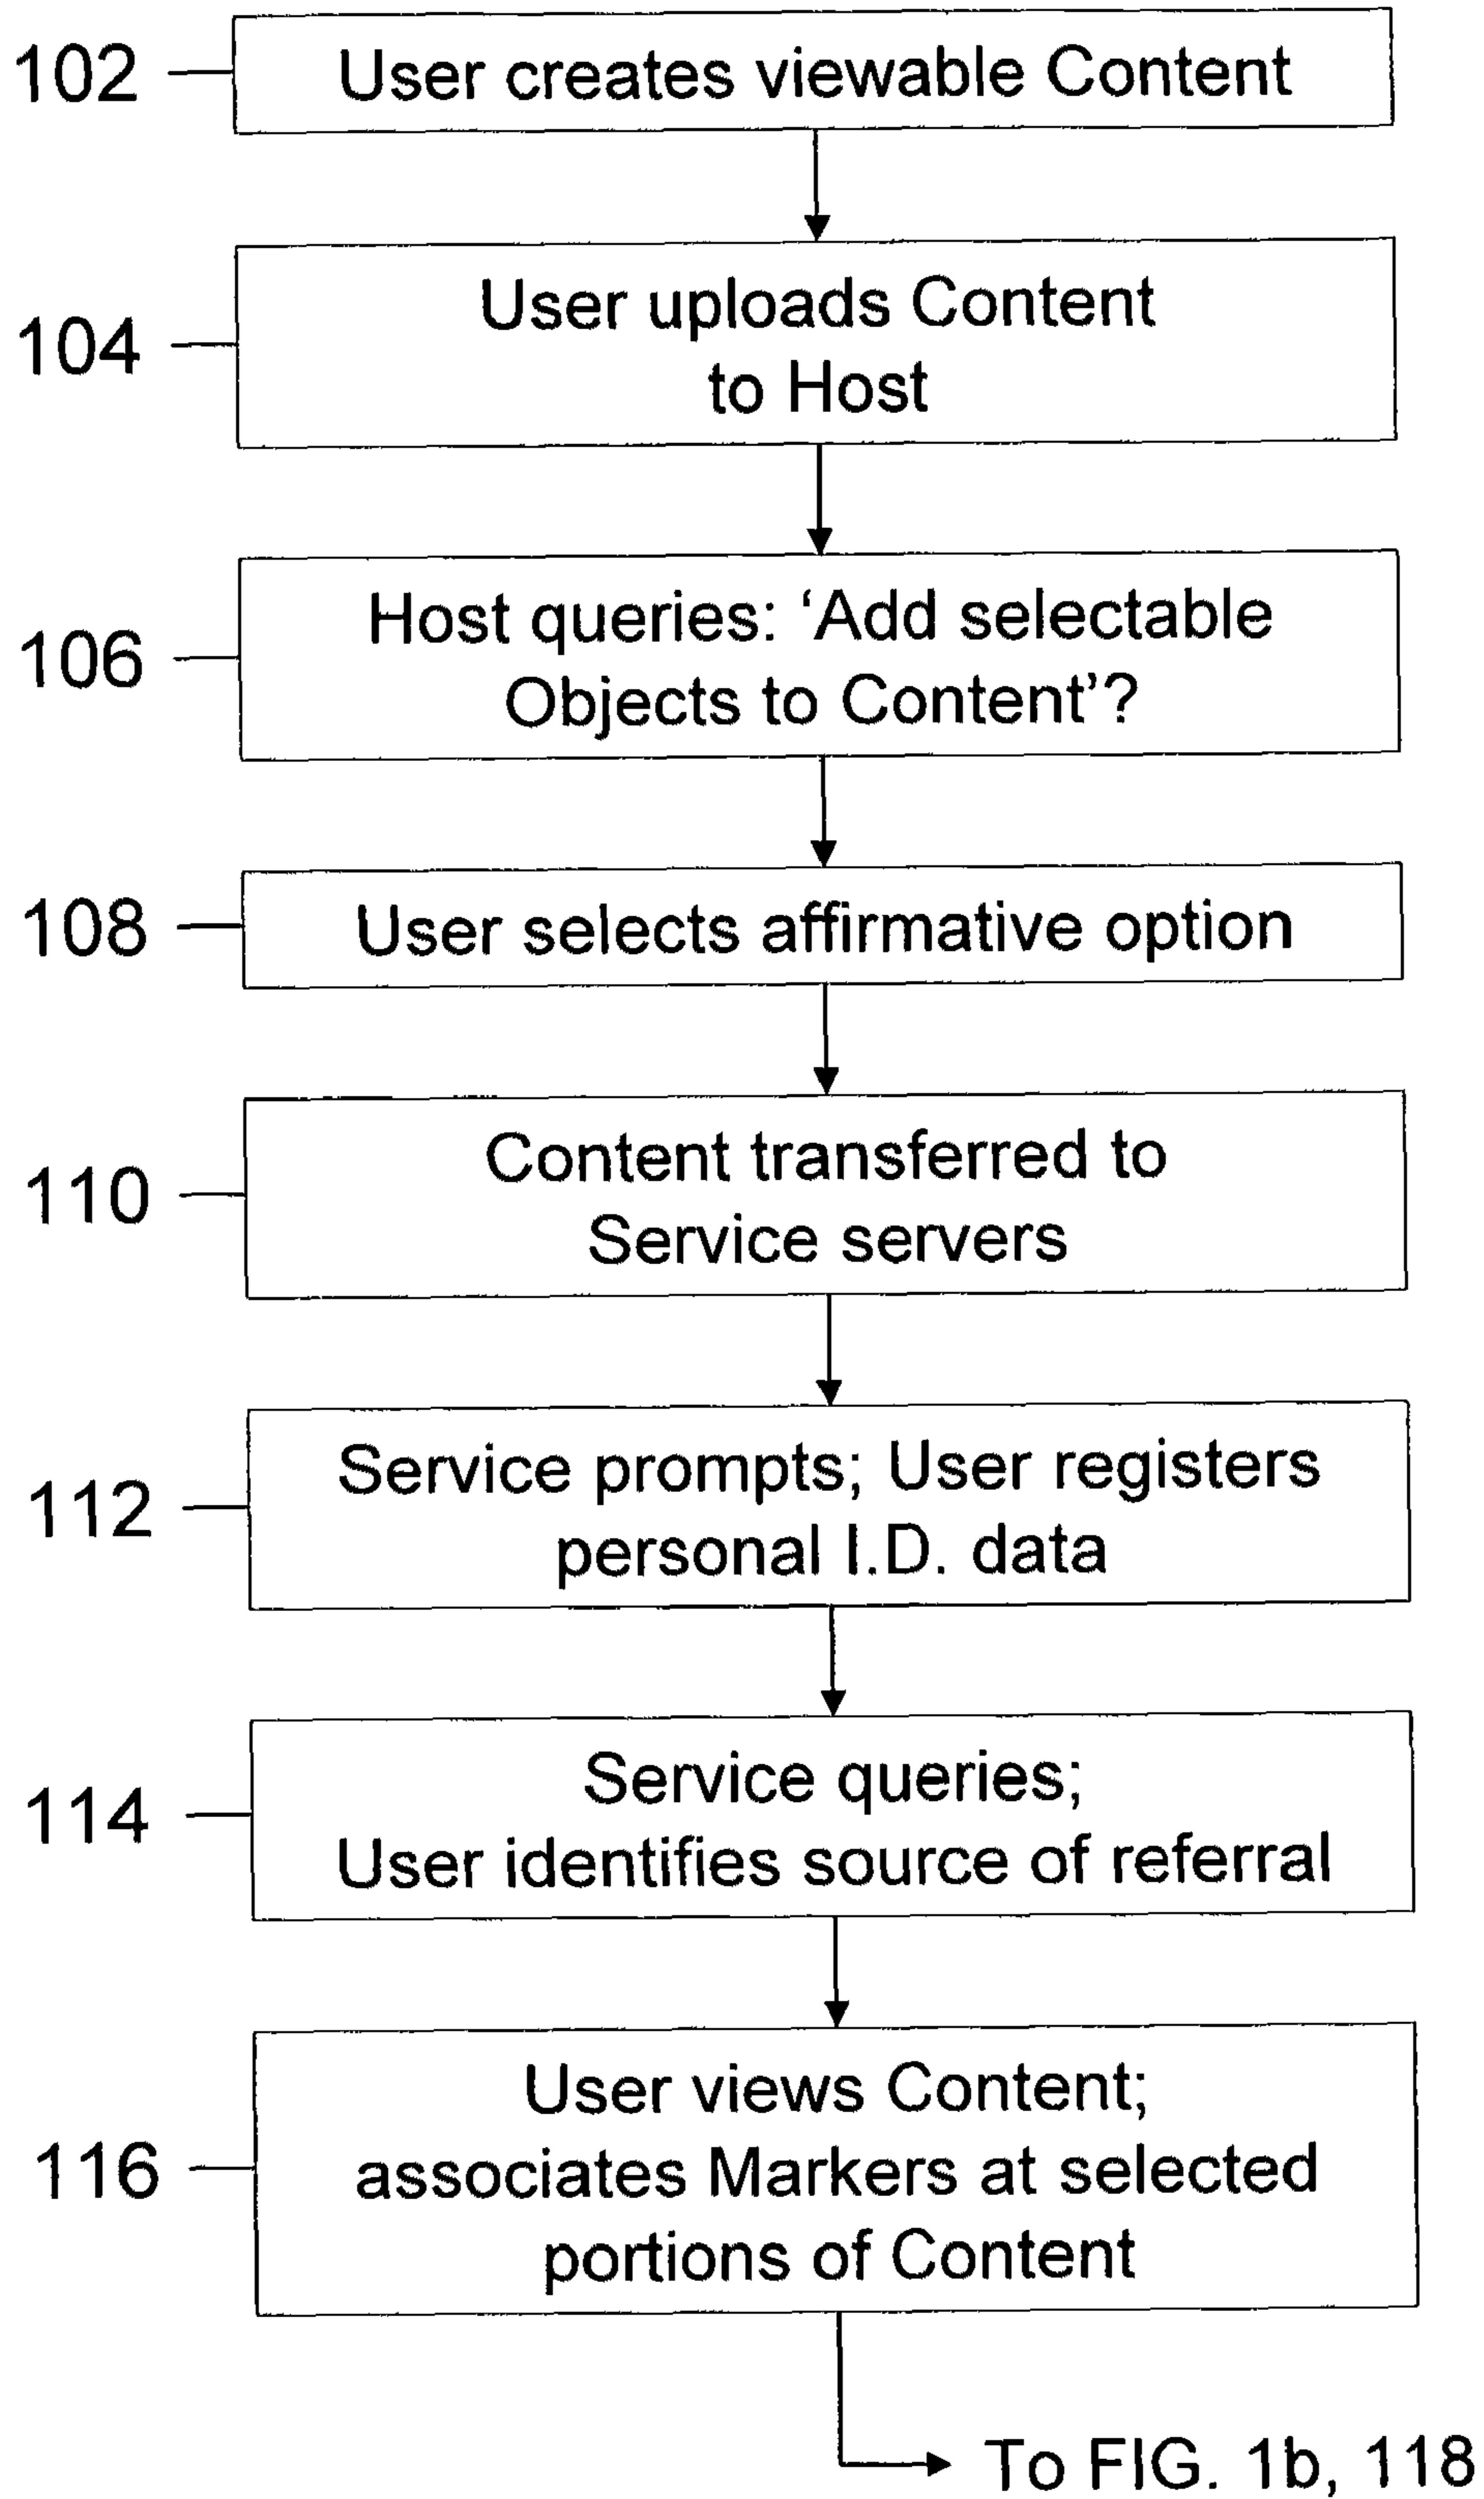 102
User creates viewable Content
104
User uploads Content
to Host
106
Host queries: ‘Add selectable
Objects to Content’?
108
User selects affirmative option
110
Content transferred to
Service servers
112
Service prompts; User registers
personal I.D. data
114
Service queries;
User identifies source of referral
116
User views Content;
associates Markers at selected
portions of Content
To FIG. 1b, 118